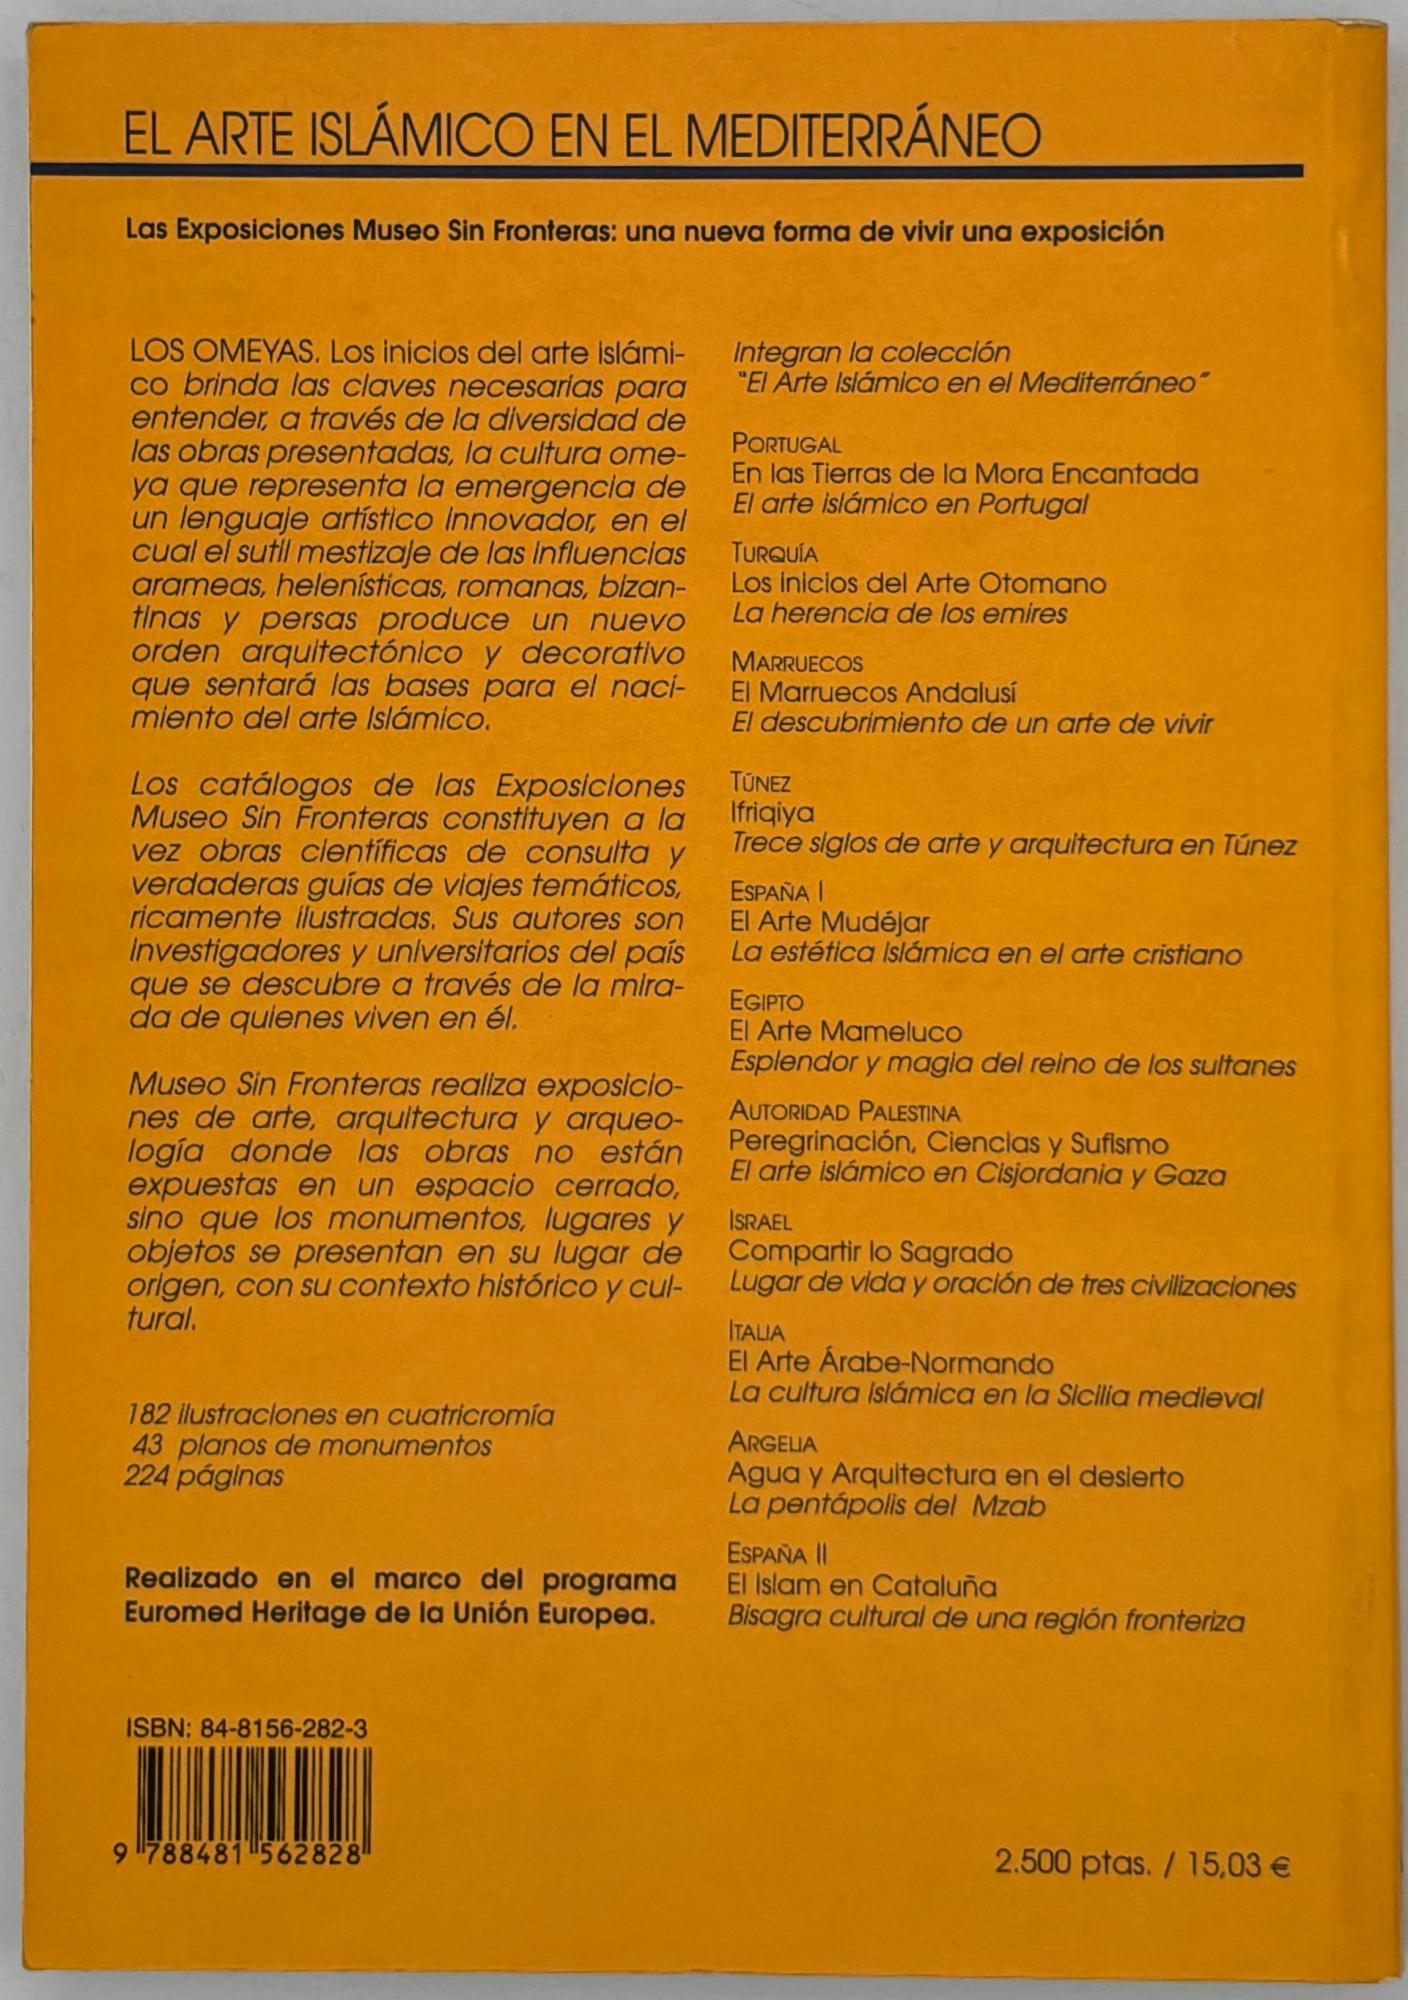 EL ARTE ISLÁMICO EN EL MEDITERRÁNEO
Las Exposiciones Museo Sin Fronteras: una nueva forma de vivir una exposición
LOS OMEYAS. Los inicios del arte islámi-
co brinda las claves necesarias para
entender, a través de la diversidad de
las obras presentadas, la cultura ome-
ya que representa la emergencia de
un lenguaje artístico innovador, en el
cual el sutil mestizaje de las influencias
arameas, helenísticas, romanas, bizan-
tinas y persas produce un nuevo
orden arquitectónico y decorativo
que sentará las bases para el naci-
miento del arte Islámico.
Los catálogos de las Exposiciones
Museo Sin Fronteras constituyen a la
vez obras científicas de consulta y
verdaderas guías de viajes temáticos,
ricamente ilustradas. Sus autores son
investigadores y universitarios del país
que se descubre a través de la mira-
da de quienes viven en él.
Museo Sin Fronteras realiza exposicio-
nes de arte, arquitectura y arqueo-
logía donde las obras no están
expuestas en un espacio cerrado,
sino que los monumentos, lugares y
objetos se presentan en su lugar de
origen, con su contexto histórico y cul-
tural.
182 ilustraciones en cuatricromía
43 planos de monumentos
224 páginas
Realizado en el marco del programa
Euromed Heritage de la Unión Europea.
ISBN: 84-8156-282-3
9 788481 562828
Integran la colección
"El Arte Islámico en el Mediterráneo"
PORTUGAL
En las Tierras de la Mora Encantada
El arte islámico en Portugal
TURQUÍA
Los inicios del Arte Otomano
La herencia de los emires
MARRUECOS
El Marruecos Andalusí
El descubrimiento de un arte de vivir
TÚNEZ
Ifriqiya
Trece siglos de arte y arquitectura en Túnez
ESPAÑA I
El Arte Mudéjar
La estética islámica en el arte cristiano
EGIPTO
El Arte Mameluco
Esplendor y magia del reino de los sultanes
AUTORIDAD PALESTINA
Peregrinación, Ciencias y Sufismo
El arte islámico en Cisjordania y Gaza
ISRAEL
Compartir lo Sagrado
Lugar de vida y oración de tres civilizaciones
ITALIA
El Arte Árabe-Normando
La cultura islámica en la Sicilia medieval
ARGELIA
Agua y Arquitectura en el desierto
La pentápolis del Mzab
ESPAÑA II
El Islam en Cataluña
Bisagra cultural de una región fronteriza
2.500 ptas. / 15,03 €